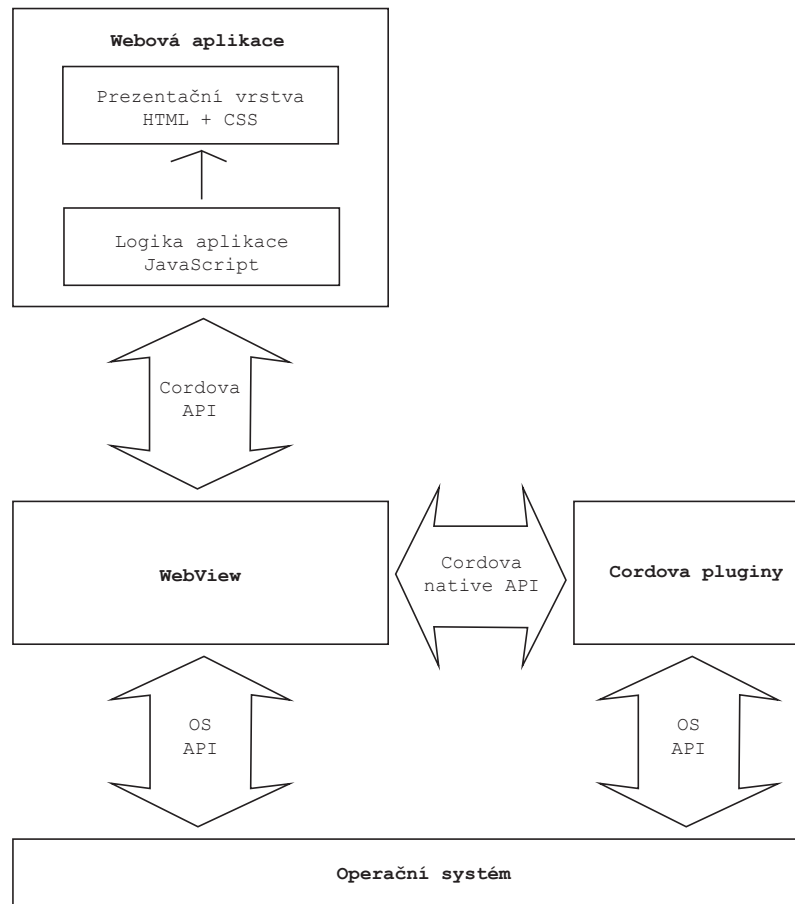 Webová aplikace
Prezentační vrstva
HTML + CSS
Logika aplikace
JavaScript
Cordova
API
WebView
Cordova
native API
Cordova pluginy
OS
API
OS
API
Operační systém